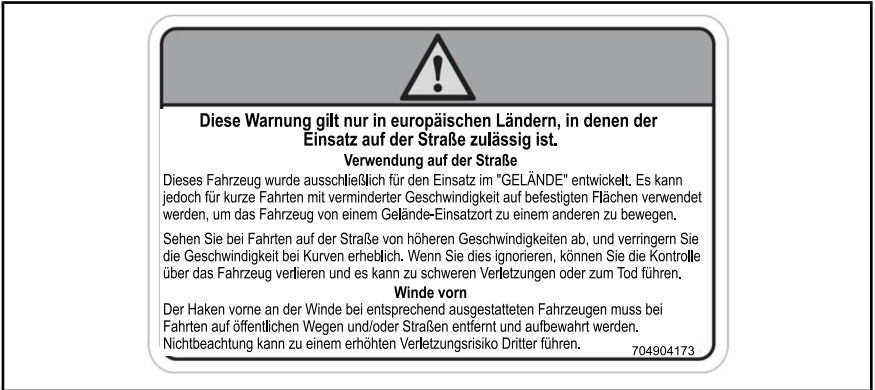 Diese Warnung gilt nur in europäischen Ländern, in denen der
Einsatz auf der Straße zulässig ist.
Verwendung auf der Straße
Dieses Fahrzeug wurde ausschließlich für den Einsatz im "GELÄNDE" entwickelt. Es kann
jedoch für kurze Fahrten mit verminderter Geschwindigkeit auf befestigten Flächen verwendet
werden, um das Fahrzeug von einem Gelände-Einsatzort zu einem anderen zu bewegen.
Sehen Sie bei Fahrten auf der Straße von höheren Geschwindigkeiten ab, und verringern Sie
die Geschwindigkeit bei Kurven erheblich. Wenn Sie dies ignorieren, können Sie die Kontrolle
über das Fahrzeug verlieren und es kann zu schweren Verletzungen oder zum Tod führen.
Winde vorn
Der Haken vorne an der Winde bei entsprechend ausgestatteten Fahrzeugen muss bei
Fahrten auf öffentlichen Wegen und/oder Straßen entfernt und aufbewahrt werden.
Nichtbeachtung kann zu einem erhöhten Verletzungsrisiko Dritter führen.
704904173